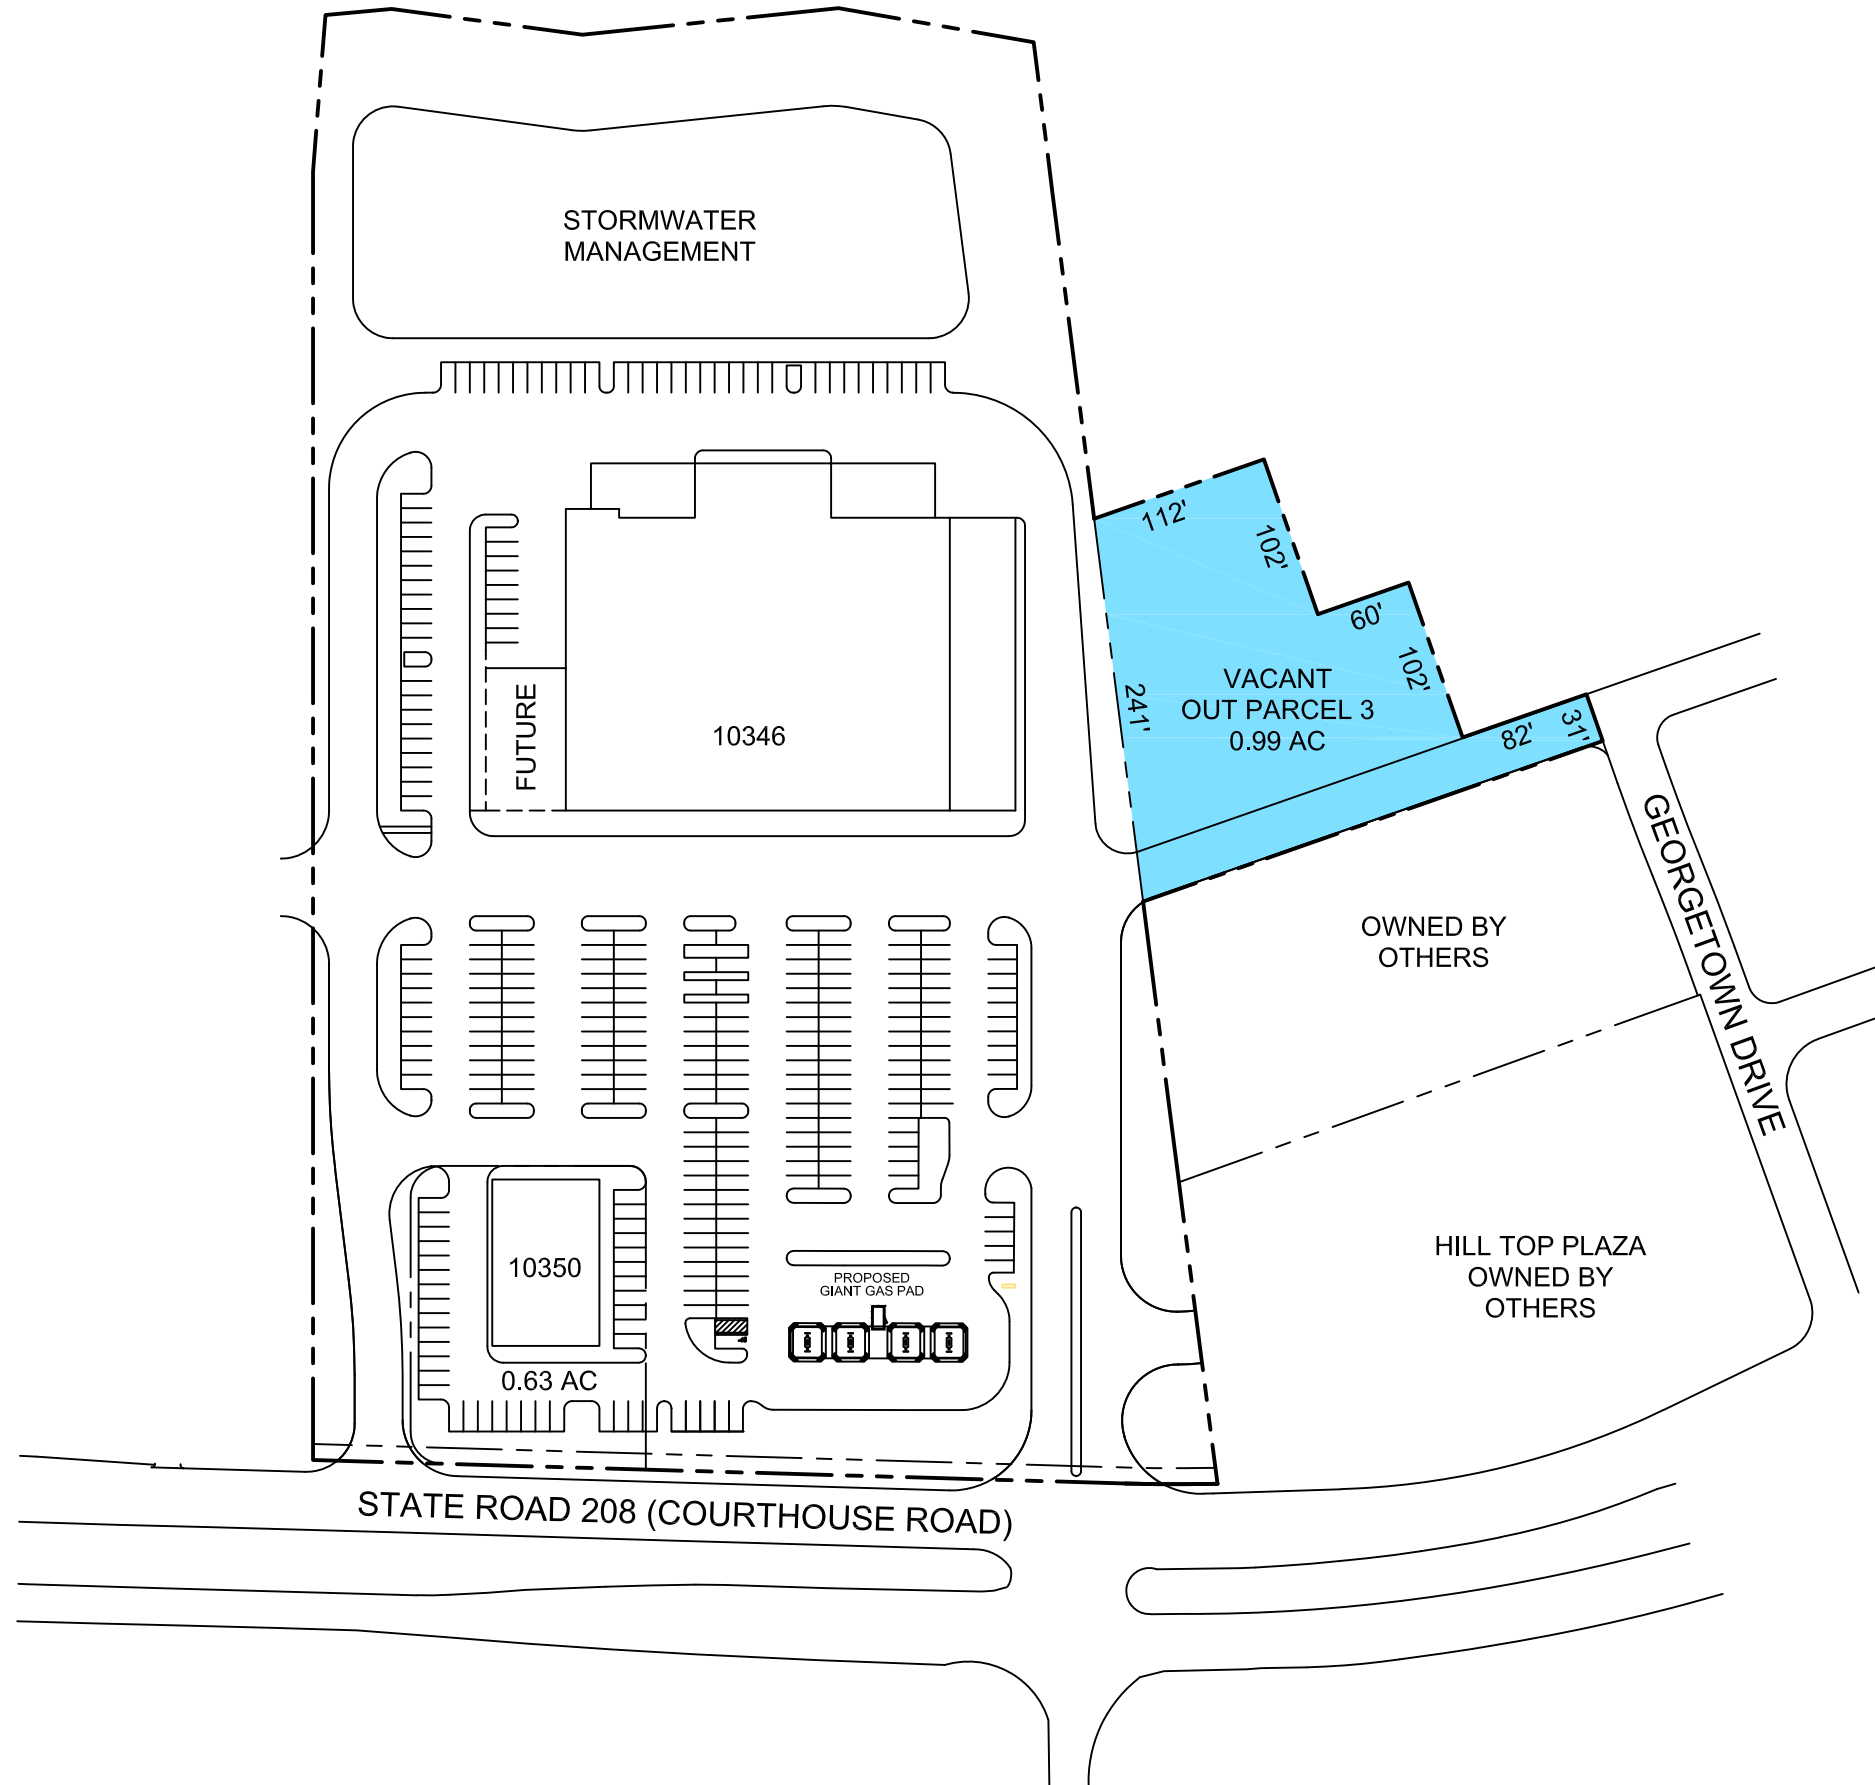 STORMWATER
MANAGEMENT
112'
102'
60'
102'
241'
VACANT
OUT PARCEL 3
0.99 AC
82'
31'
FUTURE
10346
GEORGETOWN DRIVE
OWNED BY
OTHERS
HILL TOP PLAZA
OWNED BY
OTHERS
10350
PROPOSED
GIANT GAS PAD
0.63 AC
STATE ROAD 208 (COURTHOUSE ROAD)